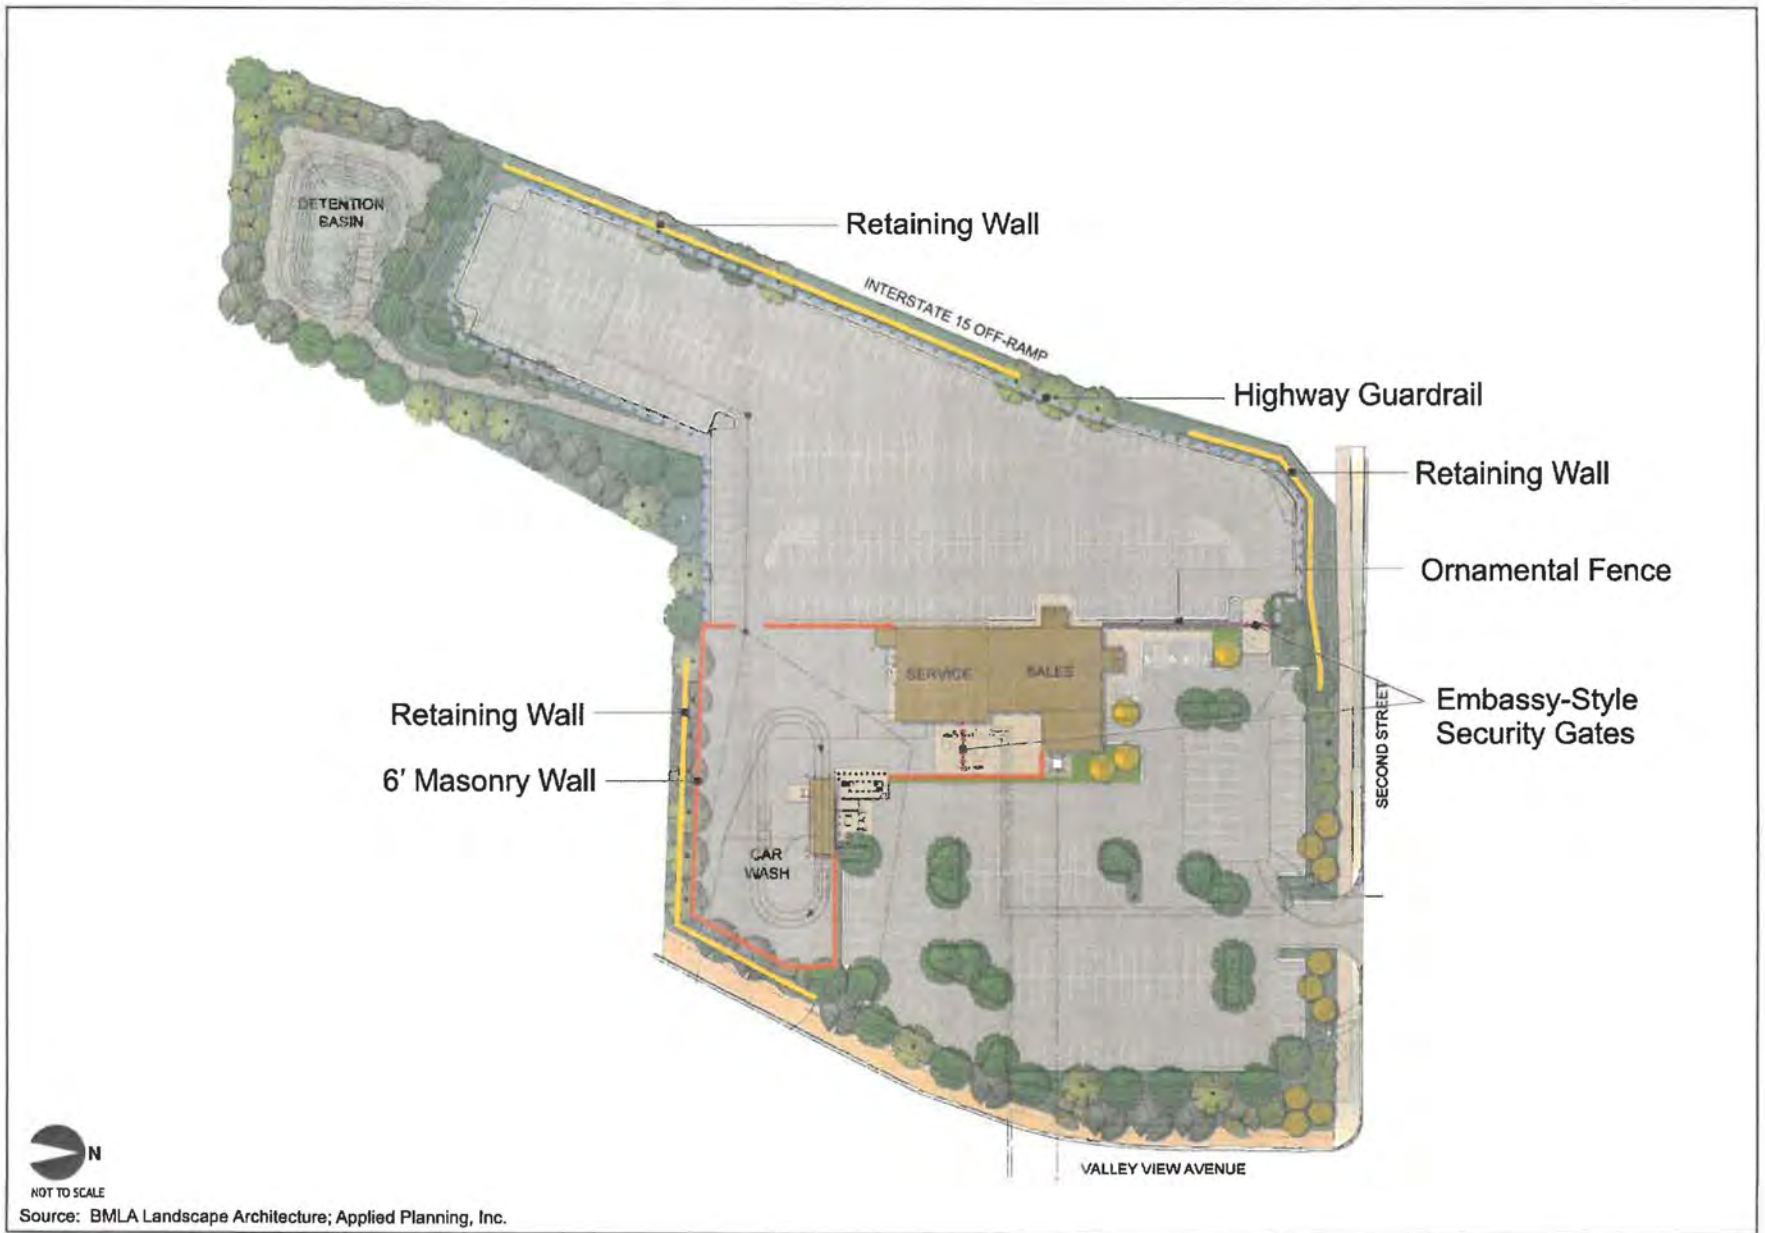 DETENTION
BASIN
Retaining Wall
INTERSTATE 15 OFF-RAMP
Highway Guardrail
Retaining Wall
Ornamental Fence
SERVICE
SALES
Embassy-Style
Security Gates
SECOND STREET
Retaining Wall
6' Masonry Wall
CAR
WASH
VALLEY VIEW AVENUE
N
NOT TO SCALE
Source: BMLA Landscape Architecture; Applied Planning, Inc.